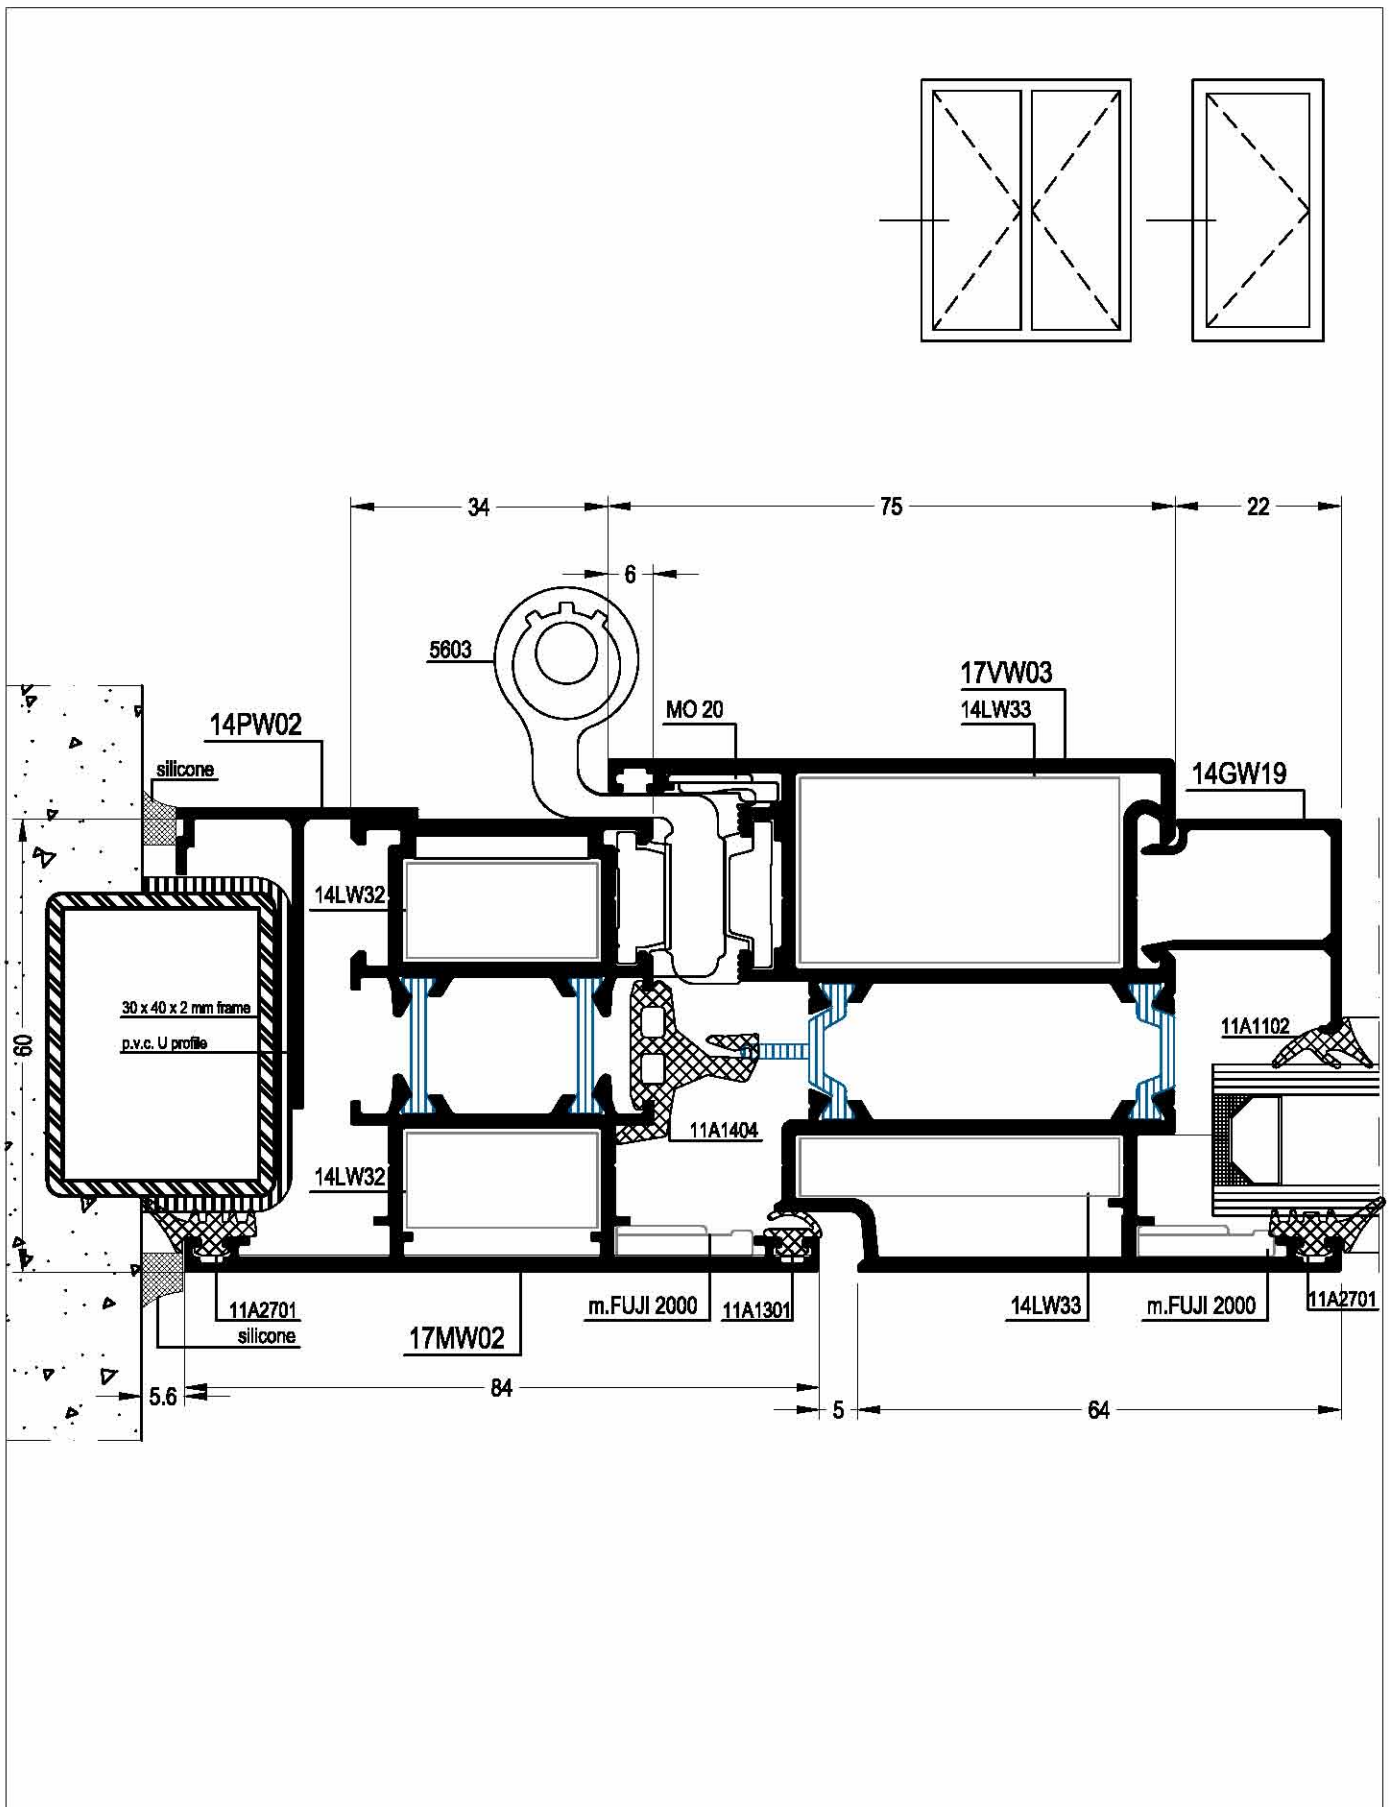 34
75
22
6
5603
17VW03
14LW33
MO 20
14PW02
14GW19
silicone
14LW32
30 x 40 x 2 mm frame
p.v.c. U profile
60
11A1102
11A1404
14LW32
11A2701
silicone
17MW02
m.FUJI 2000
11A1301
14LW33
m.FUJI 2000
11A2701
5.6
84
5
64